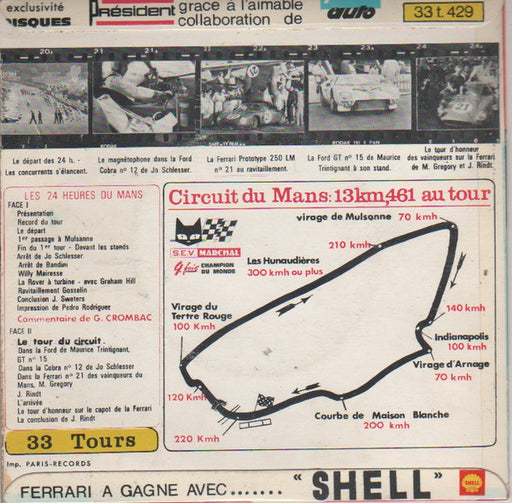 exclusivité
DISQUES
Président
grâce à l'aimable
collaboration de
auto
33 t. 429
20.
21.
22.
23.
24.
Le départ des 24 h. -
Les concurrents s'élancent.
Le magnétophone dans la Ford
Cobra n° 12 de Jo Schlesser.
La Ferrari Prototype 250 LM
n° 21 au ravitaillement.
La Ford GT n° 15 de Maurice
Trintignant à son stand.
Le tour d'honneur
des vainqueurs sur la Ferrari
de M. Gregory et J. Rindt.
LES 24 HEURES DU MANS
FACE I
Présentation
Record du tour
Le départ
1er passage à Mulsanne
Fin du 1er tour - Devant les stands
Arrêt de Jo Schlesser
Arrêt de Bandini
Willy Mairesse
La Rover à turbine - avec Graham Hill
Ravitaillement Gosselin
Conclusion J. Swaters
Impression de Pedro Rodriguez
Commentaire de G. CROMBAC
FACE II
Le tour du circuit.
Dans la Ford de Maurice Trintignant,
GT n° 15
Dans la Cobra n° 12 de Jo Schlesser
Dans la Ferrari n° 21 des vainqueurs du
Mans, M. Gregory
J. Rindt
L'arrivée
Le tour d'honneur sur le capot de la Ferrari
La conclusion de J. Rindt
33 Tours
Imp. PARIS-RECORDS
Circuit du Mans: 13km,461 au tour
S.E.V MARCHAL
9 fois CHAMPION
DU MONDE
virage de Mulsanne 70 kmh
210 kmh
Les Hunaudières
300 kmh ou plus
140 kmh
Virage du
Tertre Rouge
100 Kmh
Indianapolis
100 kmh
Virage d'Arnage
70 kmh
120 Kmh
Courbe de Maison Blanche
200 kmh
220 Kmh
FERRARI A GAGNE AVEC....... "SHELL"
SHELL